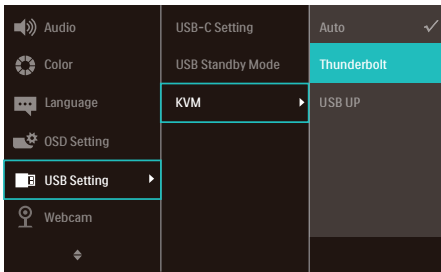 Audio
Color
Language
OSD Setting
USB Setting
Webcam
USB-C Setting
USB Standby Mode
KVM
Auto
Thunderbolt
USB UP